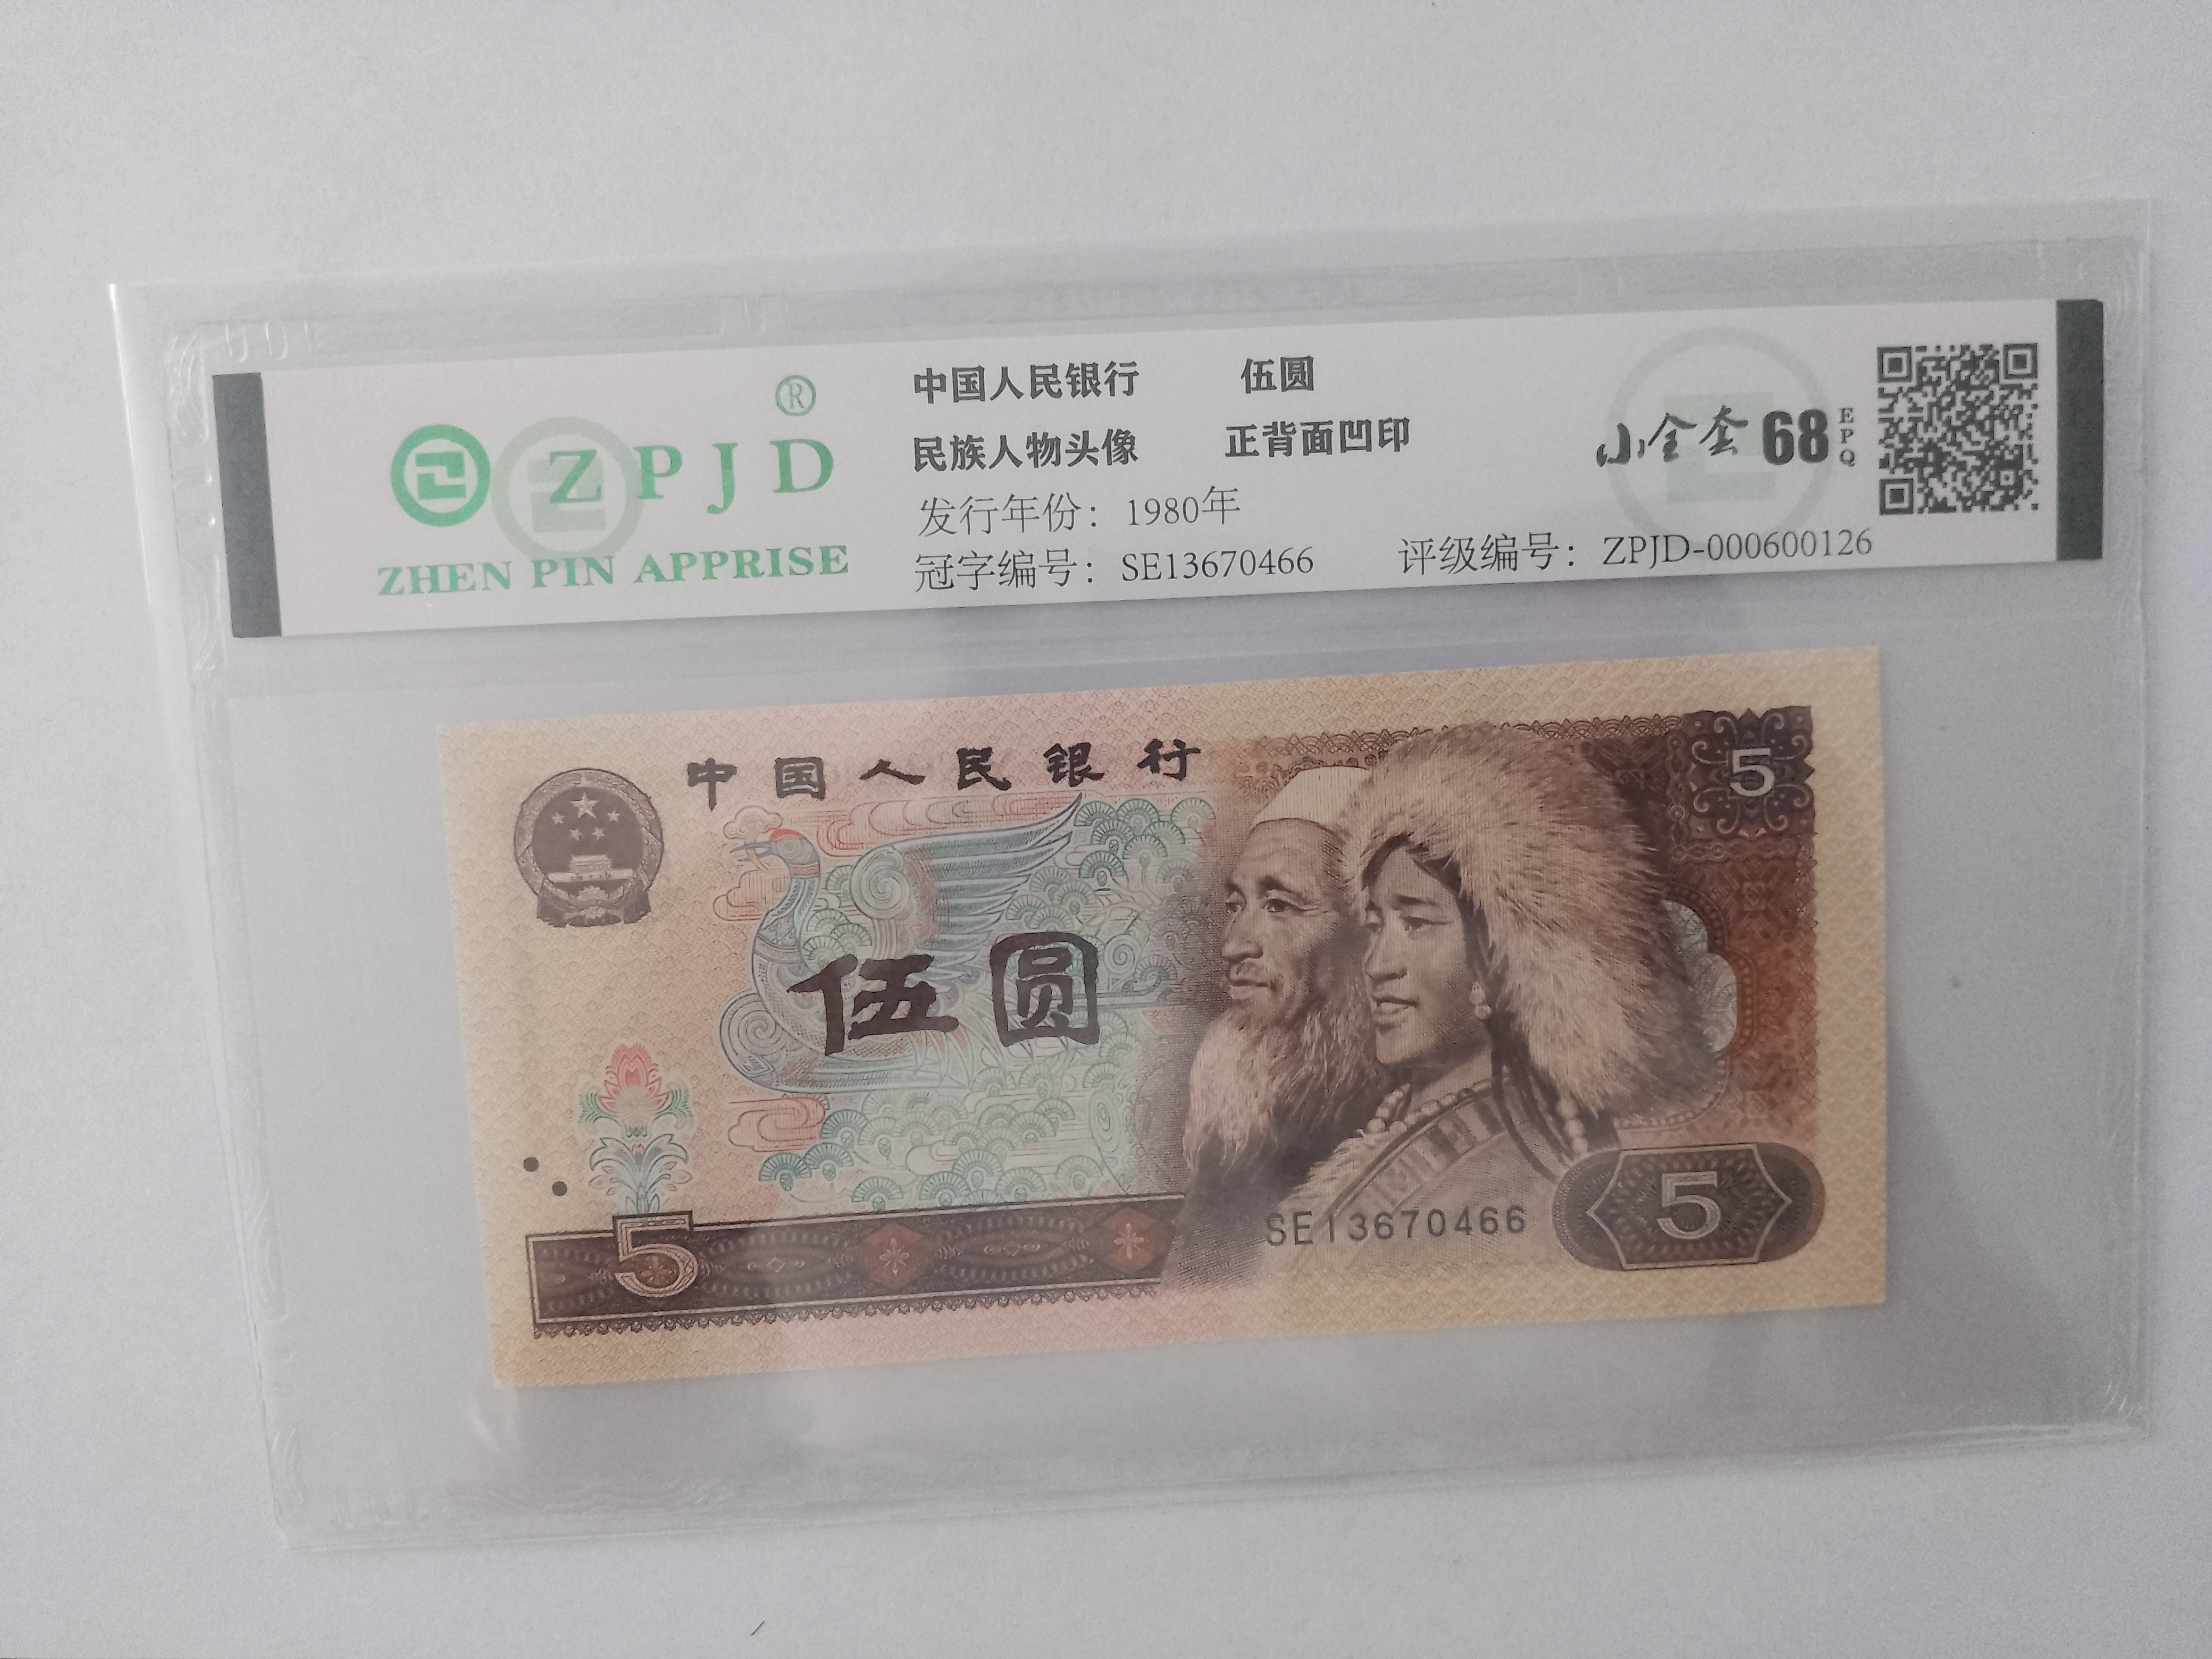 ®
ZPJD
ZHEN PIN APPRISE
中国人民银行 伍圆
民族人物头像 正背面凹印
发行年份：1980年
冠字编号：SE13670466 评级编号：ZPJD-000600126
小全套 68 EPQ
中国人民银行
5
伍圆
SE13670466
5
5